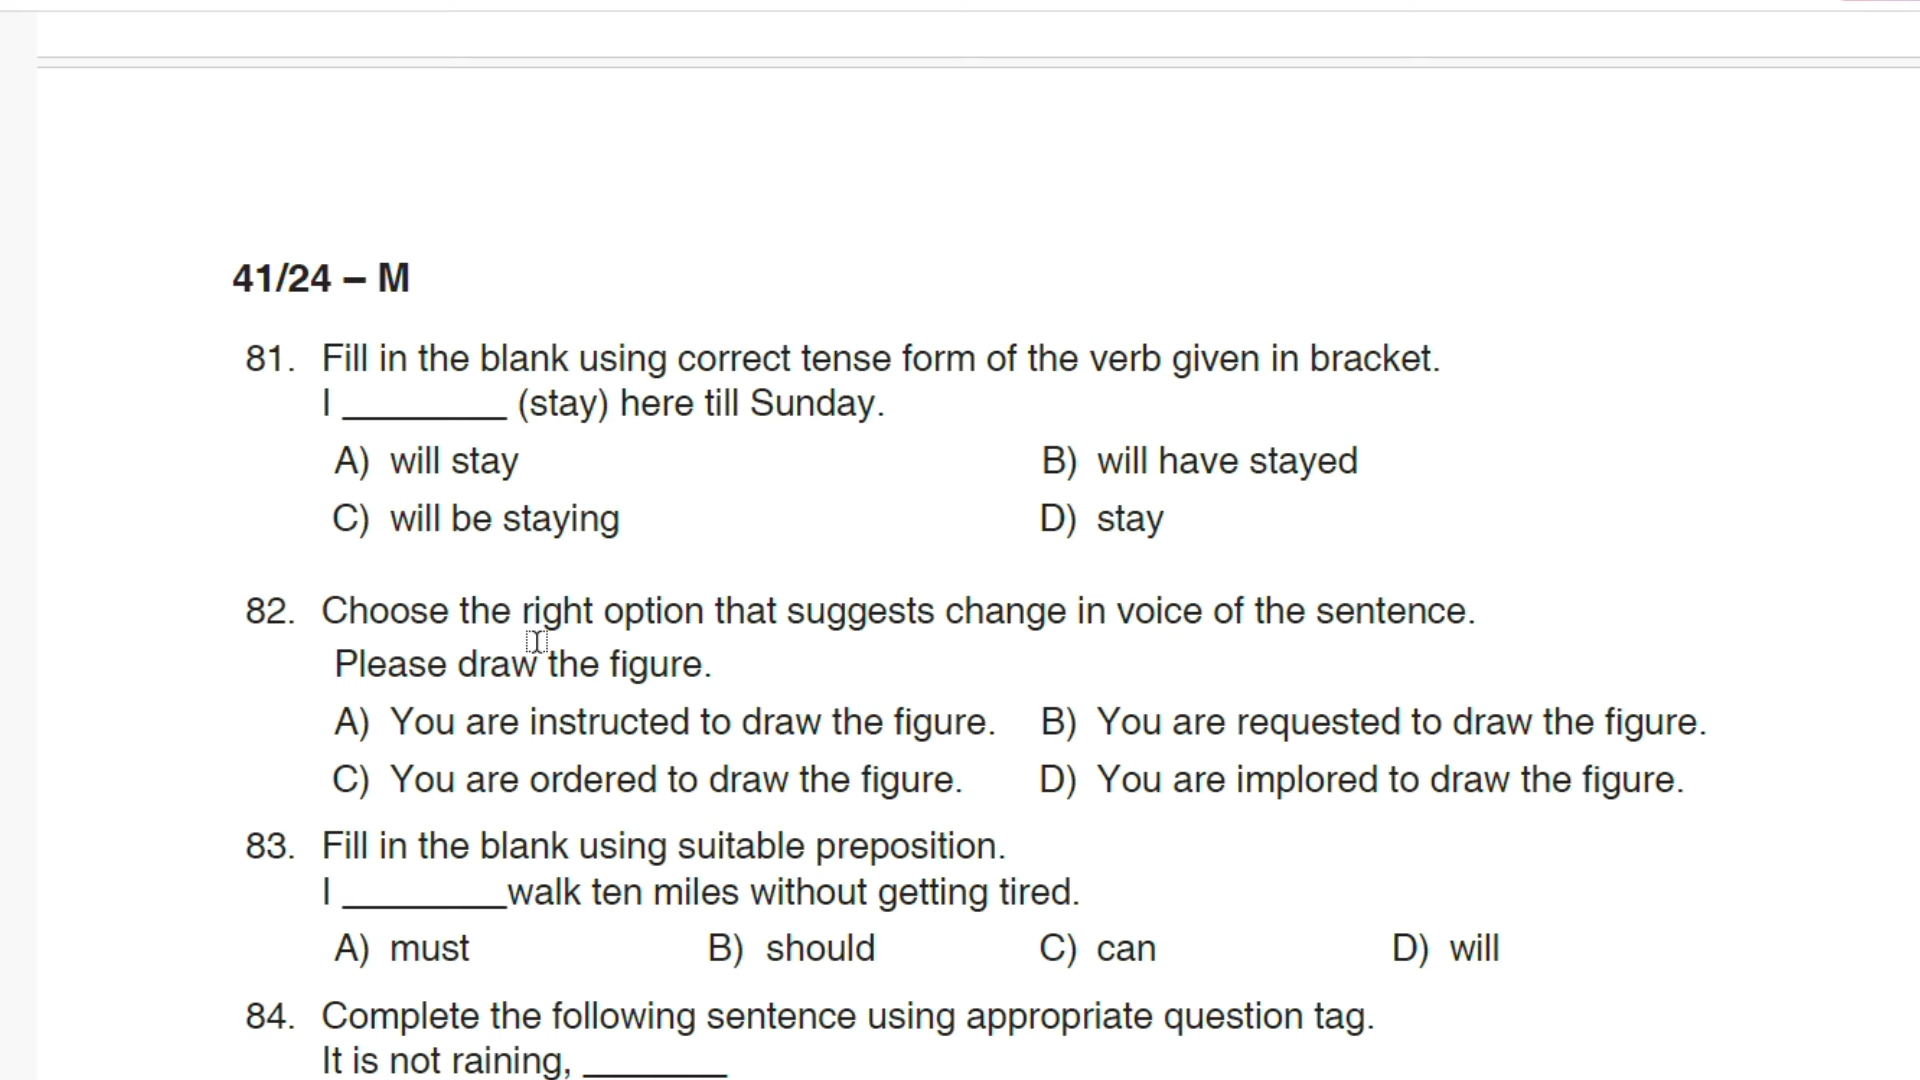 41/24 – M
81. Fill in the blank using correct tense form of the verb given in bracket.
I ________ (stay) here till Sunday.
A) will stay B) will have stayed
C) will be staying D) stay
82. Choose the right option that suggests change in voice of the sentence.
Please draw the figure.
A) You are instructed to draw the figure. B) You are requested to draw the figure.
C) You are ordered to draw the figure. D) You are implored to draw the figure.
83. Fill in the blank using suitable preposition.
I ________walk ten miles without getting tired.
A) must B) should C) can D) will
84. Complete the following sentence using appropriate question tag.
It is not raining, _______